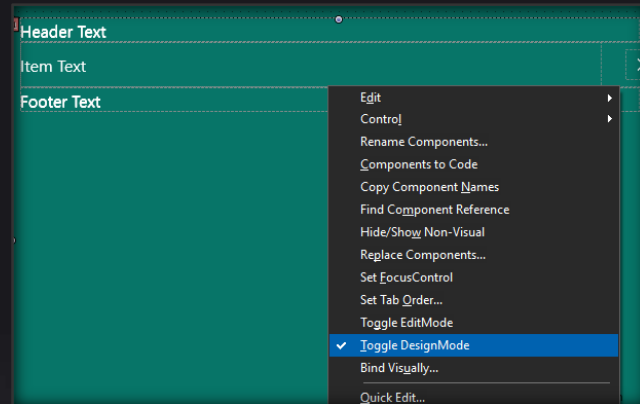 Header Text
Item Text
Footer Text
Edit
Control
Rename Components...
Components to Code
Copy Component Names
Find Component Reference
Hide/Show Non-Visual
Replace Components...
Set FocusControl
Set Tab Order...
Toggle EditMode
Toggle DesignMode
Bind Visually...
Quick Edit...